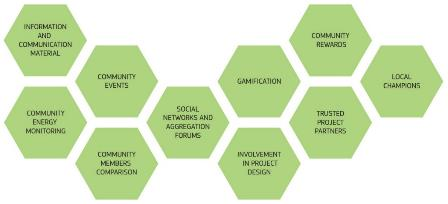 INFORMATION
AND
COMMUNICATION
MATERIAL
COMMUNITY
ENERGY
MONITORING
COMMUNITY
EVENTS
COMMUNITY
MEMBERS
COMPARISON
SOCIAL
NETWORKS AND
AGGREGATION
FORUMS
GAMIFICATION
INVOLVEMENT
IN PROJECT
DESIGN
COMMUNITY
REWARDS
TRUSTED
PROJECT
PARTNERS
LOCAL
CHAMPIONS